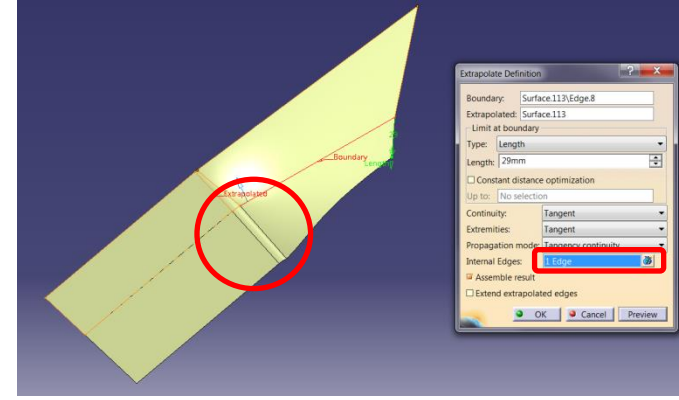 Extrapolate Definition
Boundary: Surface.113\Edge.8
Extrapolated: Surface.113
Limit at boundary
Type: Length
Length: 29mm
Constant distance optimization
Up to: No selection
Continuity: Tangent
Extremities: Tangent
Propagation mode: Tangency continuity
Internal Edges: 1 Edge
Assemble result
Extend extrapolated edges
OK Cancel Preview
Boundary
Extrapolated